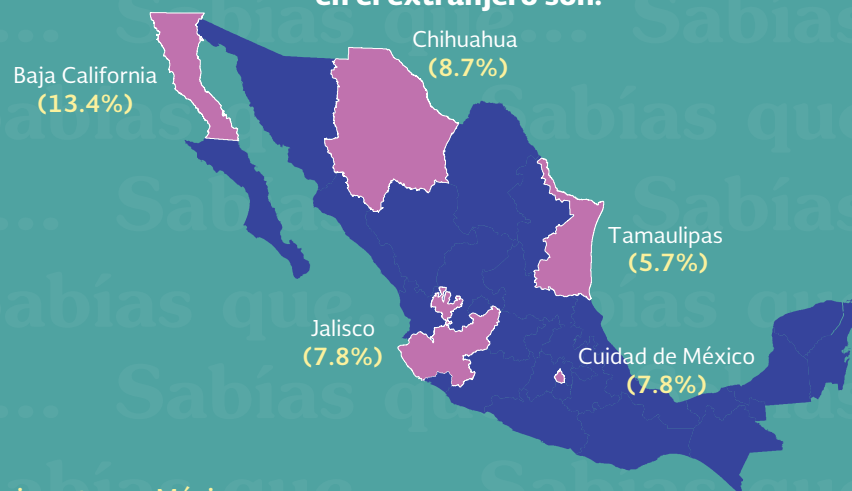 en el extranjero son:
Chihuahua
(8.7%)
Baja California
(13.4%)
Tamaulipas
(5.7%)
Jalisco
(7.8%)
Cuidad de México
(7.8%)